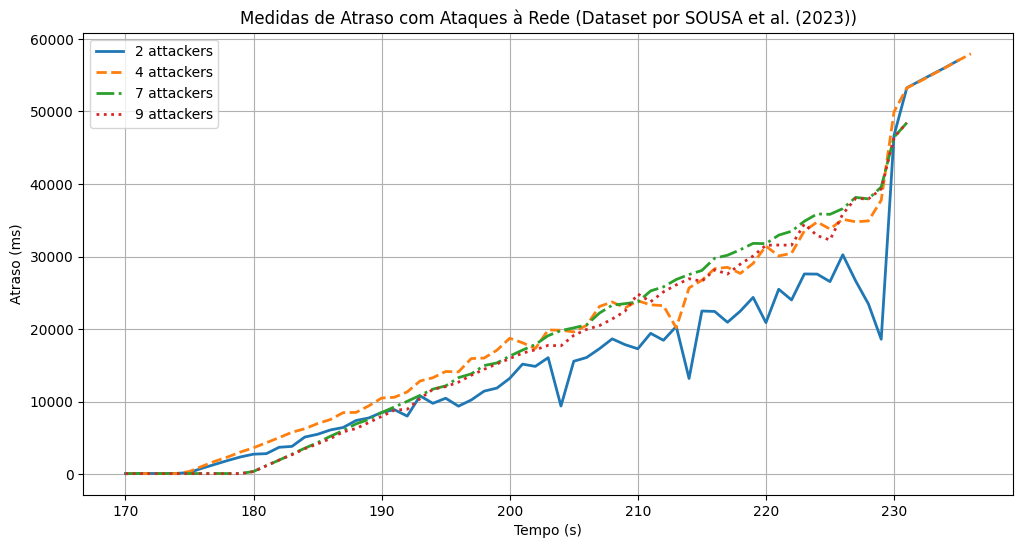 Medidas de Atraso com Ataques à Rede (Dataset por SOUSA et al. (2023))
60000
50000
40000
30000
20000
10000
0
Atraso (ms)
2 attackers
4 attackers
7 attackers
9 attackers
170 180 190 200 210 220 230
Tempo (s)